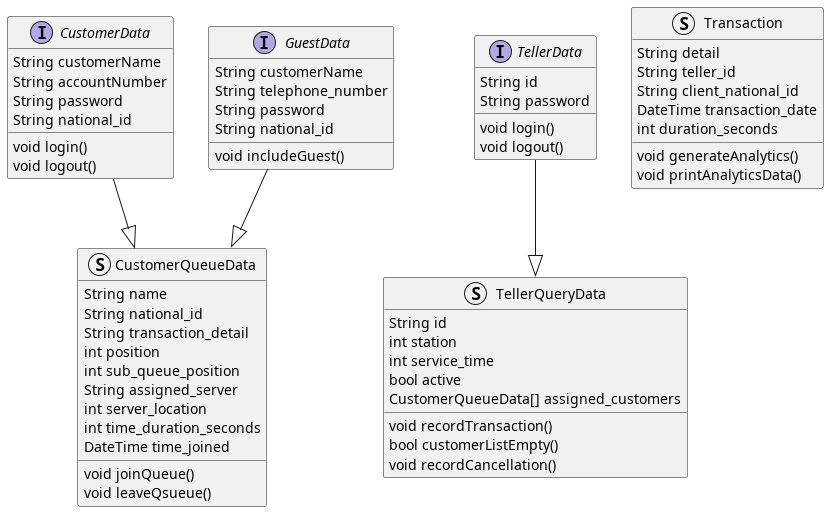 I CustomerData
String customerName
String accountNumber
String password
String national_id
void login()
void logout()
I GuestData
String customerName
String telephone_number
String password
String national_id
void includeGuest()
I TellerData
String id
String password
void login()
void logout()
S Transaction
String detail
String teller_id
String client_national_id
DateTime transaction_date
int duration_seconds
void generateAnalytics()
void printAnalyticsData()
S CustomerQueueData
String name
String national_id
String transaction_detail
int position
int sub_queue_position
String assigned_server
int server_location
int time_duration_seconds
DateTime time_joined
void joinQueue()
void leaveQsueue()
S TellerQueryData
String id
int station
int service_time
bool active
CustomerQueueData[] assigned_customers
void recordTransaction()
bool customerListEmpty()
void recordCancellation()